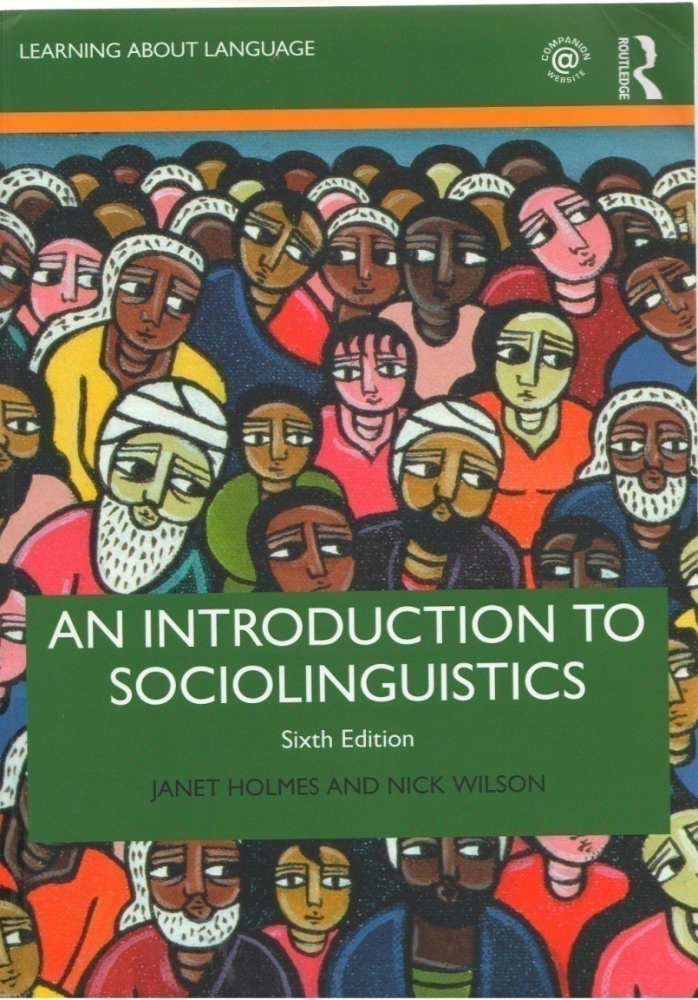 LEARNING ABOUT LANGUAGE
COMPANION
@
WEBSITE
ROUTLEDGE
AN INTRODUCTION TO
SOCIOLINGUISTICS
Sixth Edition
JANET HOLMES AND NICK WILSON